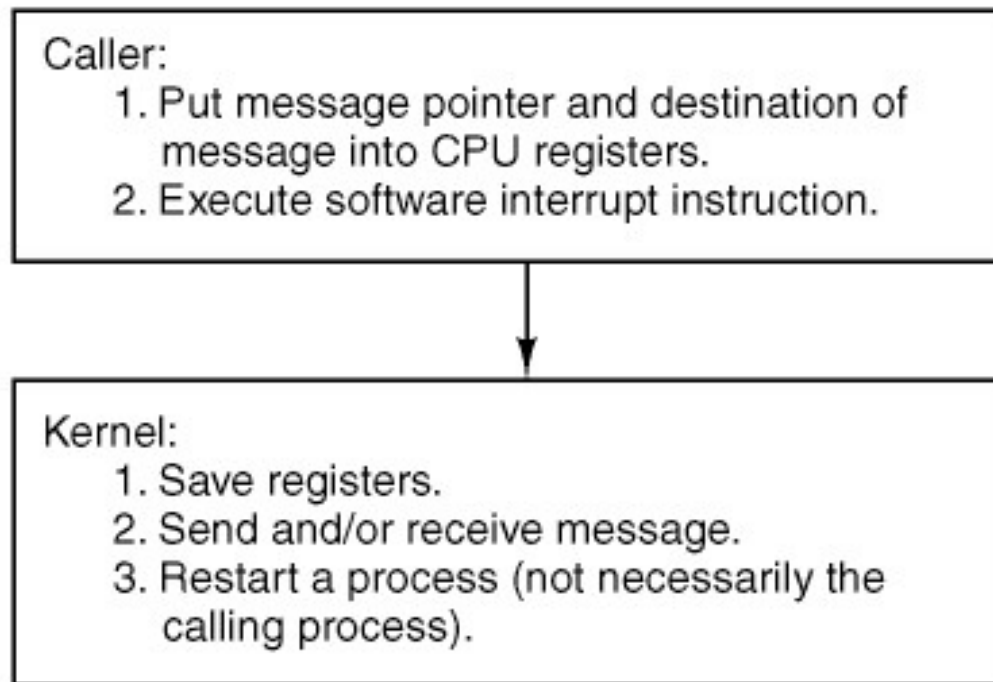 Caller:
1. Put message pointer and destination of
message into CPU registers.
2. Execute software interrupt instruction.
Kernel:
1. Save registers.
2. Send and/or receive message.
3. Restart a process (not necessarily the
calling process).